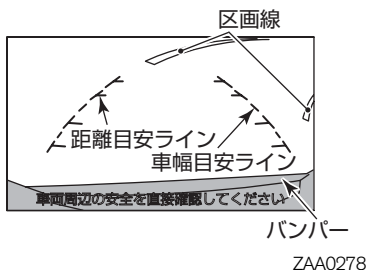 区画線
距離目安ライン
車幅目安ライン
車両周辺の安全を直接確認してください
バンパー
ZAA0278